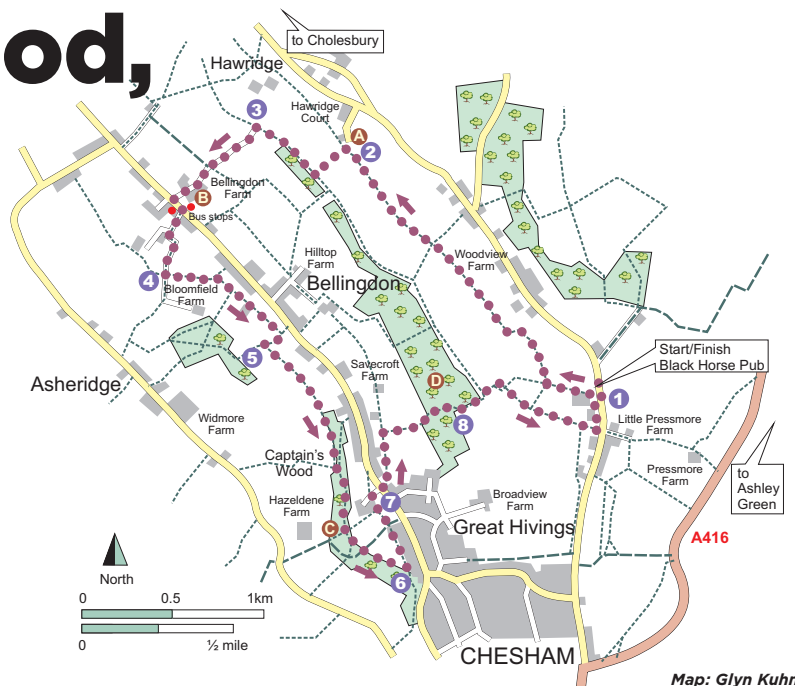 od,
to Cholesbury
Hawridge
3
Hawridge
Court
A
2
B
Bellingdon
Farm
Bus stops
Hilltop
Farm
Woodview
Farm
4
Bloomfield
Farm
Bellingdon
5
Savecroft
Farm
Start/Finish
Black Horse Pub
Asheridge
D
1
Widmore
Farm
8
Little Pressmore
Farm
Captain's
Wood
Pressmore
Farm
to
Ashley
Green
Hazeldene
Farm
7
Broadview
Farm
C
Great Hivings
A416
North
6
0 0.5 1km
0 ½ mile
CHESHAM
Map: Glyn Kuhn